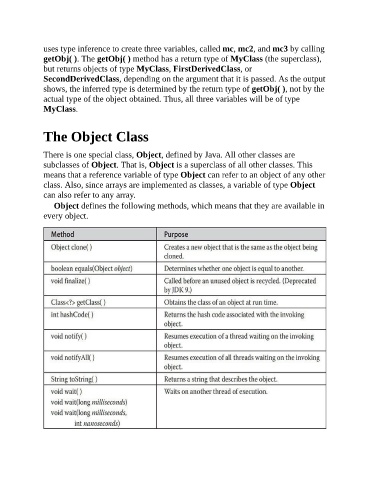 uses type inference to create three variables, called mc, mc2, and mc3 by calling
getObj( ). The getObj( ) method has a return type of MyClass (the superclass),
but returns objects of type MyClass, FirstDerivedClass, or
SecondDerivedClass, depending on the argument that it is passed. As the output
shows, the inferred type is determined by the return type of getObj( ), not by the
actual type of the object obtained. Thus, all three variables will be of type
MyClass.
The Object Class
There is one special class, Object, defined by Java. All other classes are
subclasses of Object. That is, Object is a superclass of all other classes. This
means that a reference variable of type Object can refer to an object of any other
class. Also, since arrays are implemented as classes, a variable of type Object
can also refer to any array.
Object defines the following methods, which means that they are available in
every object.
Method Purpose
Object clone( ) Creates a new object that is the same as the object being
cloned.
boolean equals(Object object) Determines whether one object is equal to another.
void finalize( ) Called before an unused object is recycled. (Deprecated
by JDK 9.)
Class<?> getClass( ) Obtains the class of an object at run time.
int hashCode( ) Returns the hash code associated with the invoking
object.
void notify( ) Resumes execution of a thread waiting on the invoking
object.
void notifyAll( ) Resumes execution of all threads waiting on the invoking
object.
String toString( ) Returns a string that describes the object.
void wait( ) Waits on another thread of execution.
void wait(long milliseconds)
void wait(long milliseconds,
int nanoseconds)